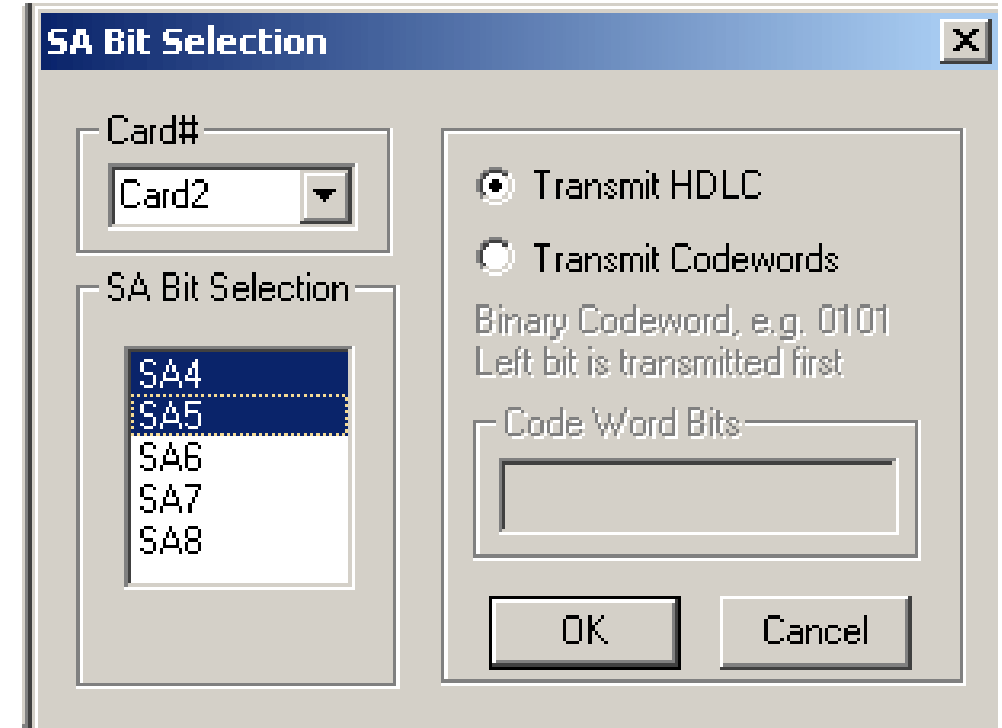 SA Bit Selection
Card#
Card2
SA Bit Selection
SA4
SA5
SA6
SA7
SA8
Transmit HDLC
Transmit Codewords
Binary Codeword, e.g. 0101
Left bit is transmitted first
Code Word Bits
OK
Cancel